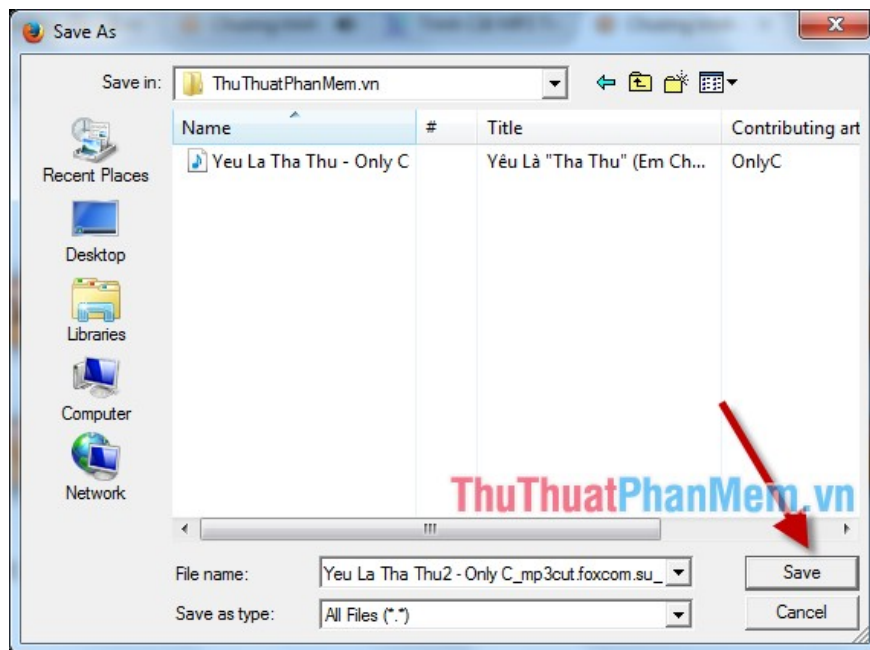 Save As
Save in:
ThuThuatPhanMem.vn
Name
#
Title
Contributing art
Yeu La Tha Thu - Only C
Yêu Là "Tha Thu" (Em Ch...
OnlyC
Recent Places
Desktop
Libraries
Computer
Network
ThuThuatPhanMem.vn
File name:
Yeu La Tha Thu2 - Only C_mp3cut.foxcom.su_
Save
Save as type:
All Files (*.*)
Cancel